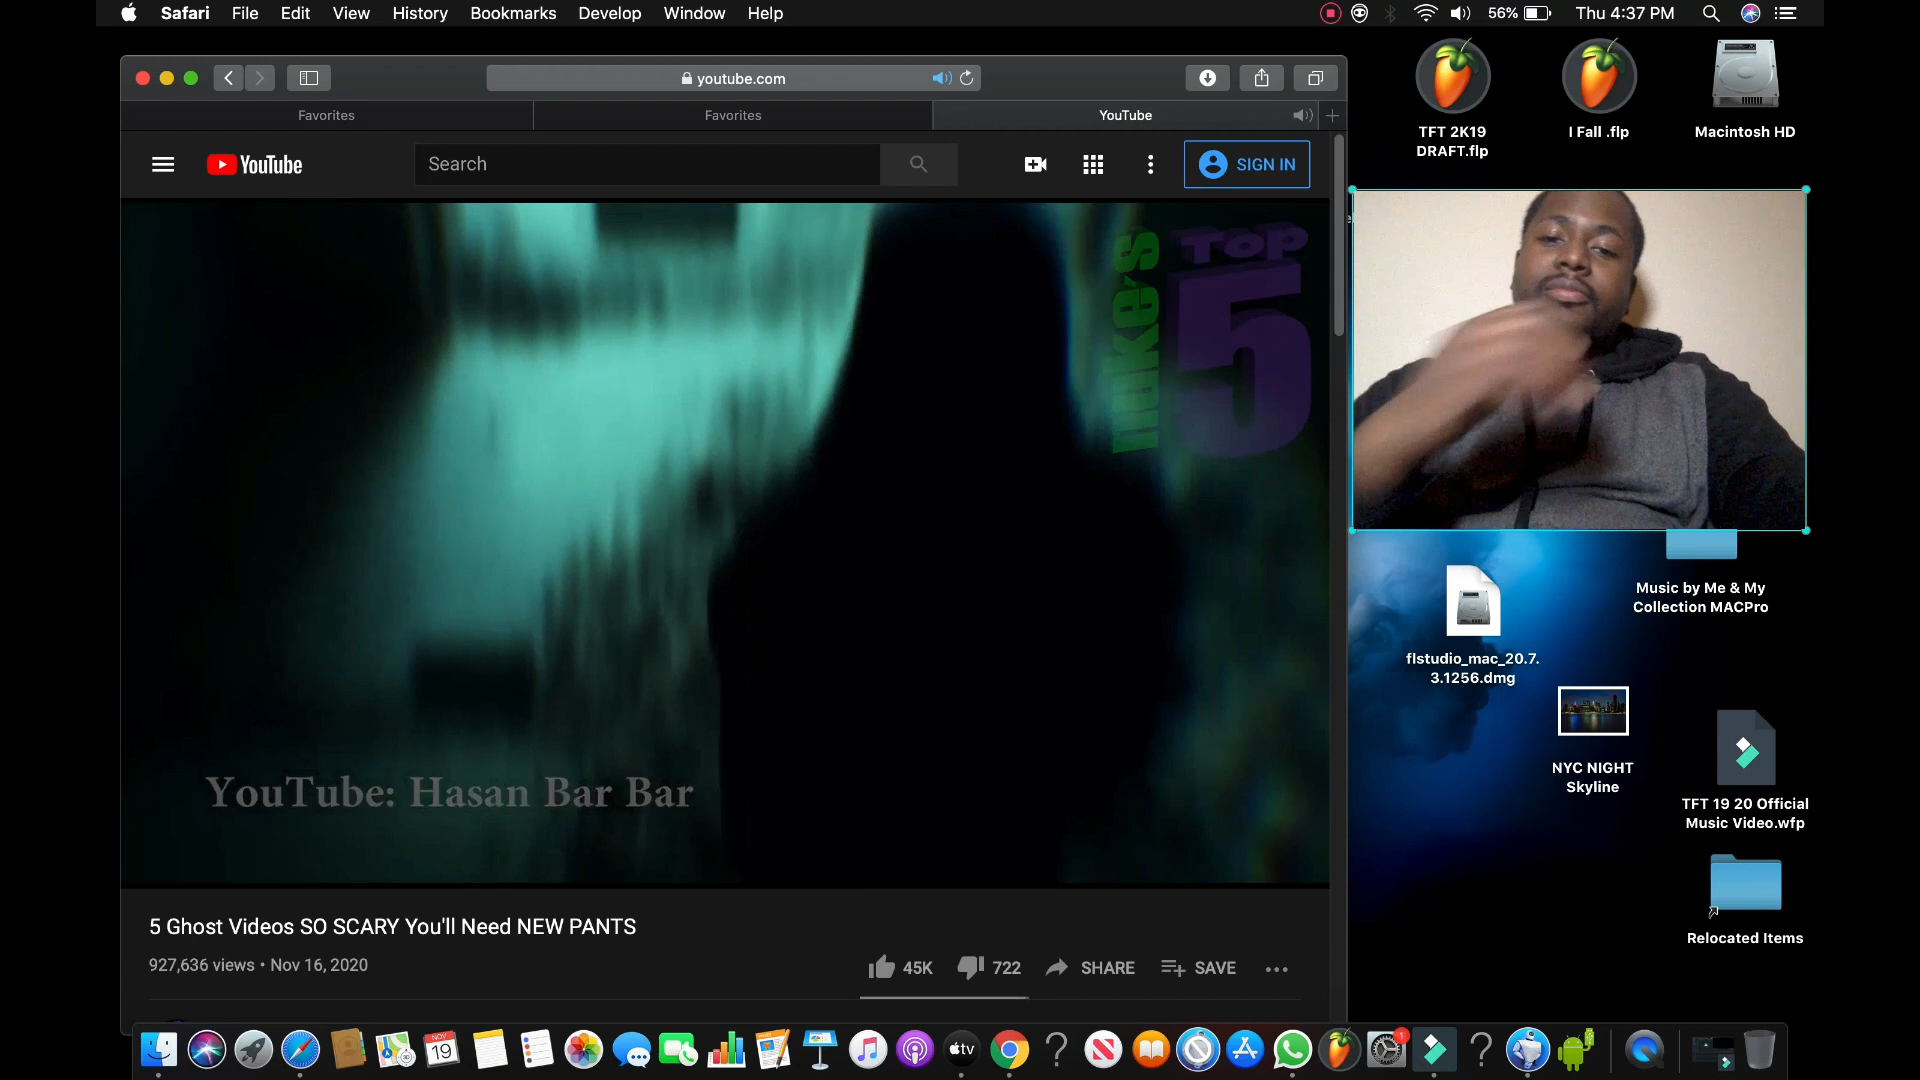 Safari File Edit View History Bookmarks Develop Window Help
56% Thu 4:37 PM
youtube.com
Favorites Favorites YouTube
YouTube Search SIGN IN
TFT 2K19
DRAFT.flp
I Fall .flp
Macintosh HD
nuke's TOP
5
YouTube: Hasan Bar Bar
Music by Me & My
Collection MACPro
flstudio_mac_20.7.
3.1256.dmg
NYC NIGHT
Skyline
TFT 19 20 Official
Music Video.wfp
Relocated Items
5 Ghost Videos SO SCARY You'll Need NEW PANTS
927,636 views • Nov 16, 2020
45K 722 SHARE SAVE
NOV
19
tv
1